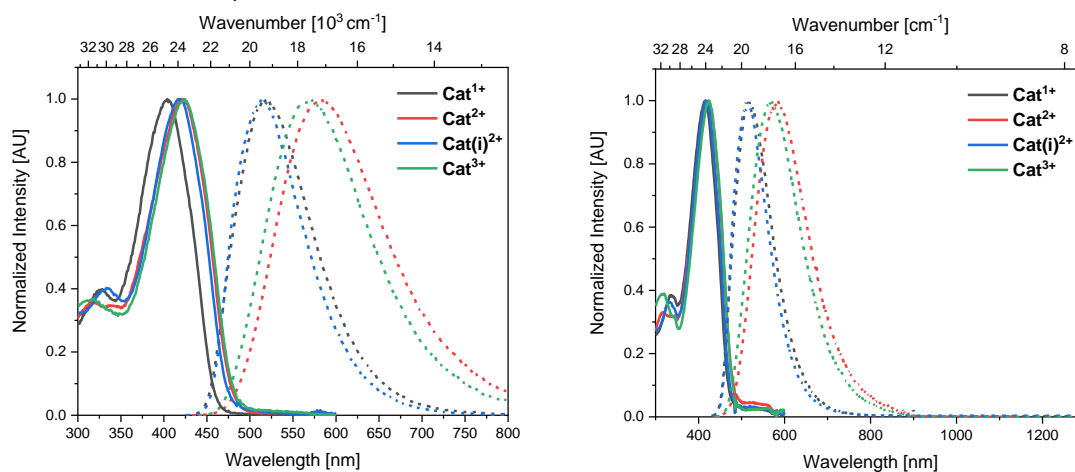 Wavenumber [10³ cm⁻¹]
32 30 28 26 24 22 20 18 16 14
Normalized Intensity [AU]
1.0
0.8
0.6
0.4
0.2
0.0
Cat¹⁺
Cat²⁺
Cat(i)²⁺
Cat³⁺
300 350 400 450 500 550 600 650 700 750 800
Wavelength [nm]
Wavenumber [cm⁻¹]
32 28 24 20 16 12 8
Normalized Intensity [AU]
1.0
0.8
0.6
0.4
0.2
0.0
Cat¹⁺
Cat²⁺
Cat(i)²⁺
Cat³⁺
400 600 800 1000 1200
Wavelength [nm]